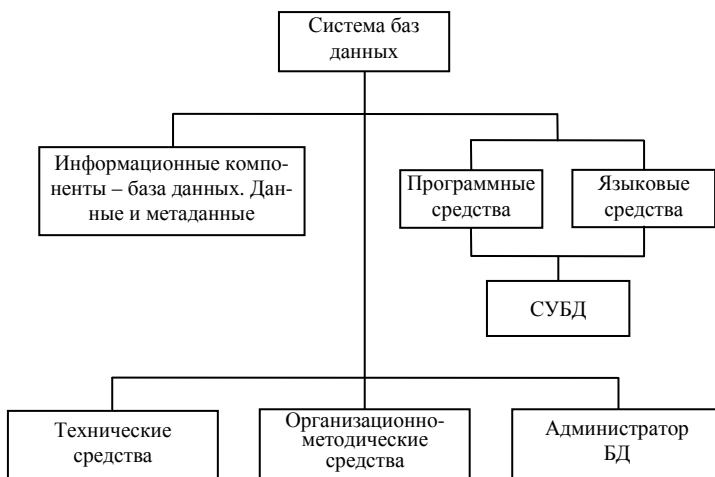 Система баз
данных
Информационные компо-
ненты – база данных. Дан-
ные и метаданные
Программные
средства
Языковые
средства
СУБД
Технические
средства
Организационно-
методические
средства
Администратор
БД